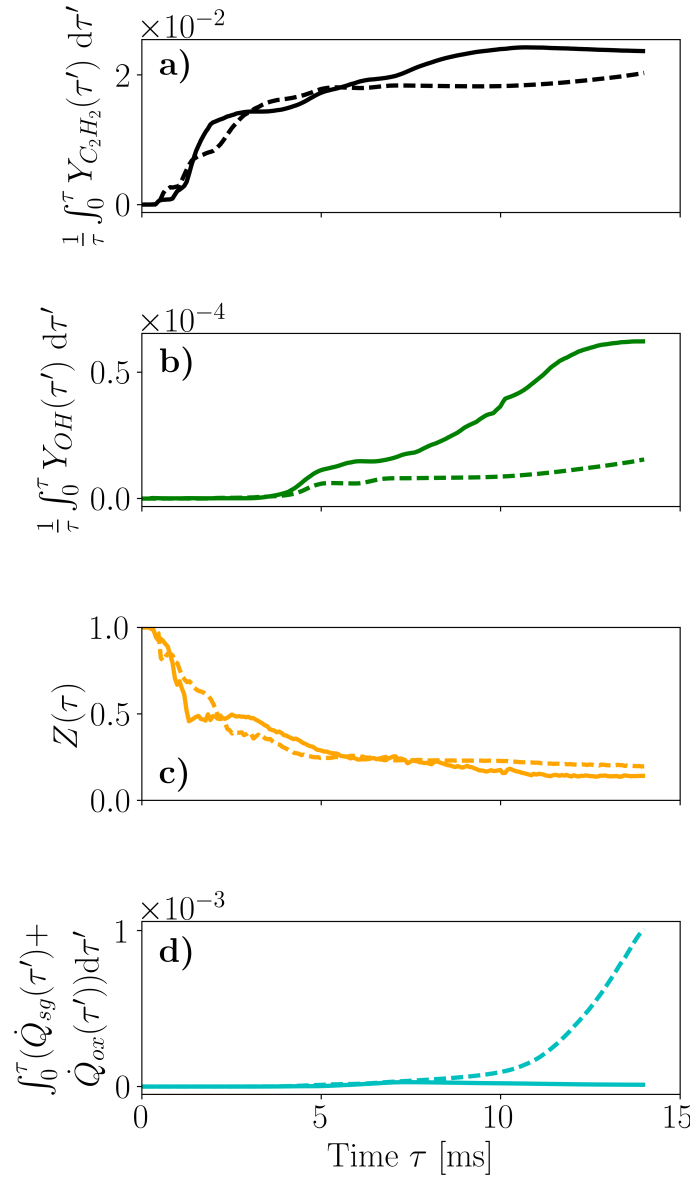 ×10⁻²
a)
2
0
1/τ ∫₀^τ Y_{C₂H₂}(τ′) dτ′
×10⁻⁴
b)
0.5
0.0
1/τ ∫₀^τ Y_{OH}(τ′) dτ′
1.0
0.5
0.0
c)
Z(τ)
×10⁻³
d)
1
0
∫₀^τ (Q̇_{sg}(τ′)+
Q̇_{ox}(τ′))dτ′
0 5 10 15
Time τ [ms]